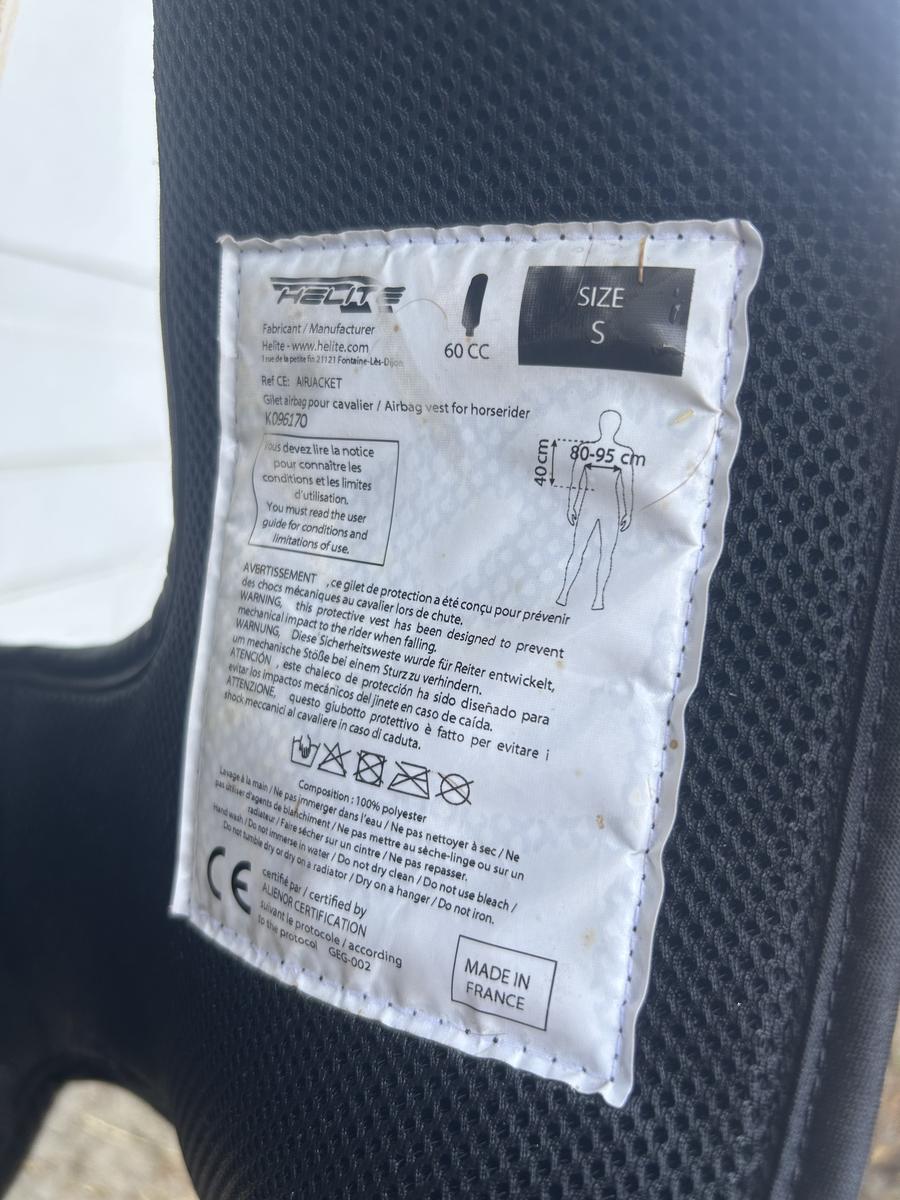 HELITE
60 CC
SIZE
S
Fabricant / Manufacturer
Helite - www.helite.com
1 rue de la petite fin 21121 Fontaine-Lès-Dijon
Ref CE: AIRJACKET
Gilet airbag pour cavalier / Airbag vest for horserider
K096170
40 cm
80-95 cm
Vous devez lire la notice
pour connaître les
conditions et les limites
d'utilisation.
You must read the user
guide for conditions and
limitations of use.
AVERTISSEMENT ,ce gilet de protection a été conçu pour prévenir
des chocs mécaniques au cavalier lors de chute.
WARNING, this protective vest has been designed to prevent
mechanical impact to the rider when falling.
WARNUNG, Diese Sicherheitsweste wurde für Reiter entwickelt,
um mechanische Stöße bei einem Sturz zu verhindern.
ATENCIÓN , este chaleco de protección ha sido diseñado para
evitar los impactos mecánicos del jinete en caso de caída.
ATTENZIONE, questo giubotto protettivo è fatto per evitare i
shock meccanici al cavaliere in caso di caduta.
Composition : 100% polyester
Lavage à la main / Ne pas immerger dans l'eau / Ne pas nettoyer à sec / Ne
pas utiliser d'agents de blanchiment / Ne pas mettre au sèche-linge ou sur un
radiateur / Faire sécher sur un cintre / Ne pas repasser.
Hand wash / Do not immerse in water / Do not dry clean / Do not use bleach /
Do not tumble dry or dry on a radiator / Dry on a hanger / Do not iron.
CE
certifié par / certified by
ALIENOR CERTIFICATION
suivant le protocole / according
to the protocol GEG-002
MADE IN
FRANCE